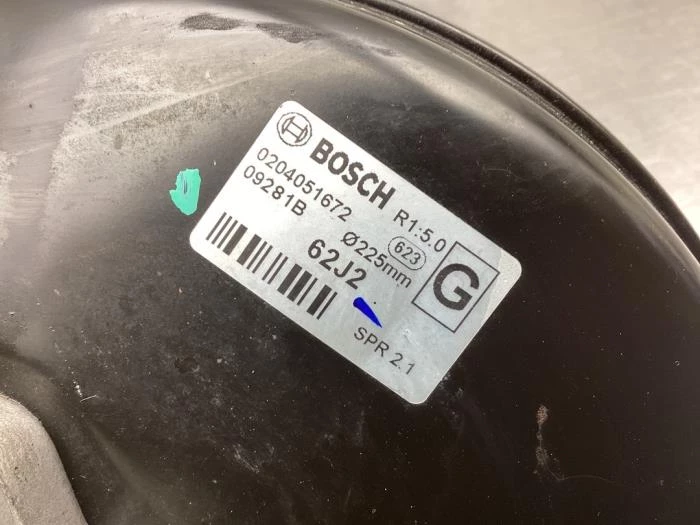 BOSCH
0204051672 R1:5.0
09281B Ø225mm 623
62J2
G
SPR 2.1